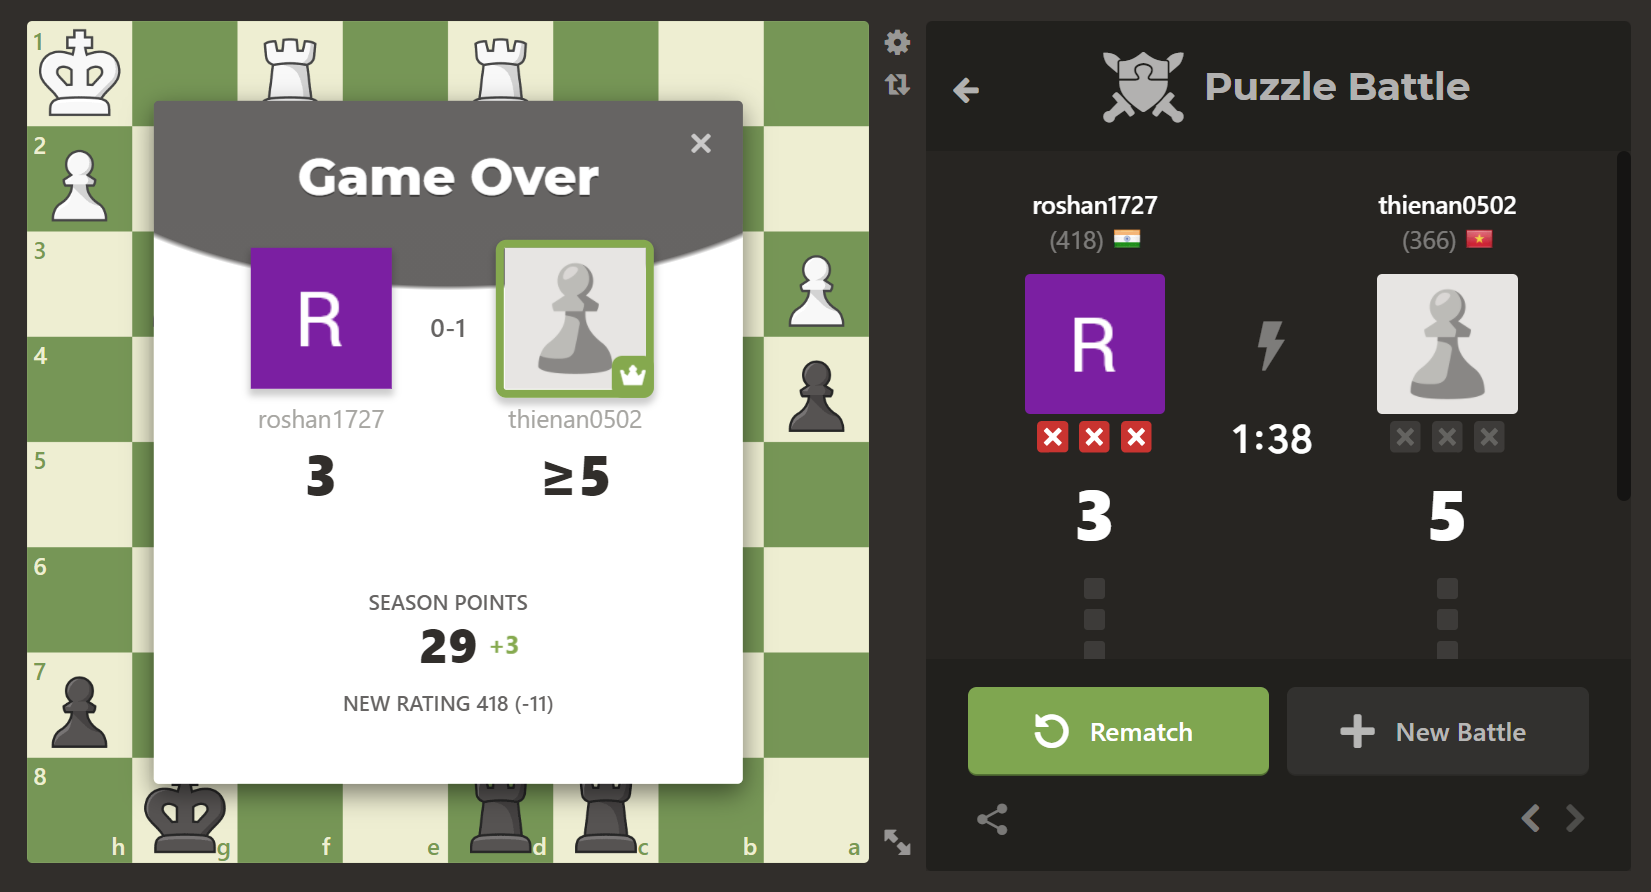 1
2
3
4
5
6
7
8
h
g
f
e
d
c
b
a
Game Over
R
0-1
roshan1727
thienan0502
3
≥5
SEASON POINTS
29 +3
NEW RATING 418 (-11)
Puzzle Battle
roshan1727
(418)
thienan0502
(366)
R
1:38
3
5
Rematch
New Battle